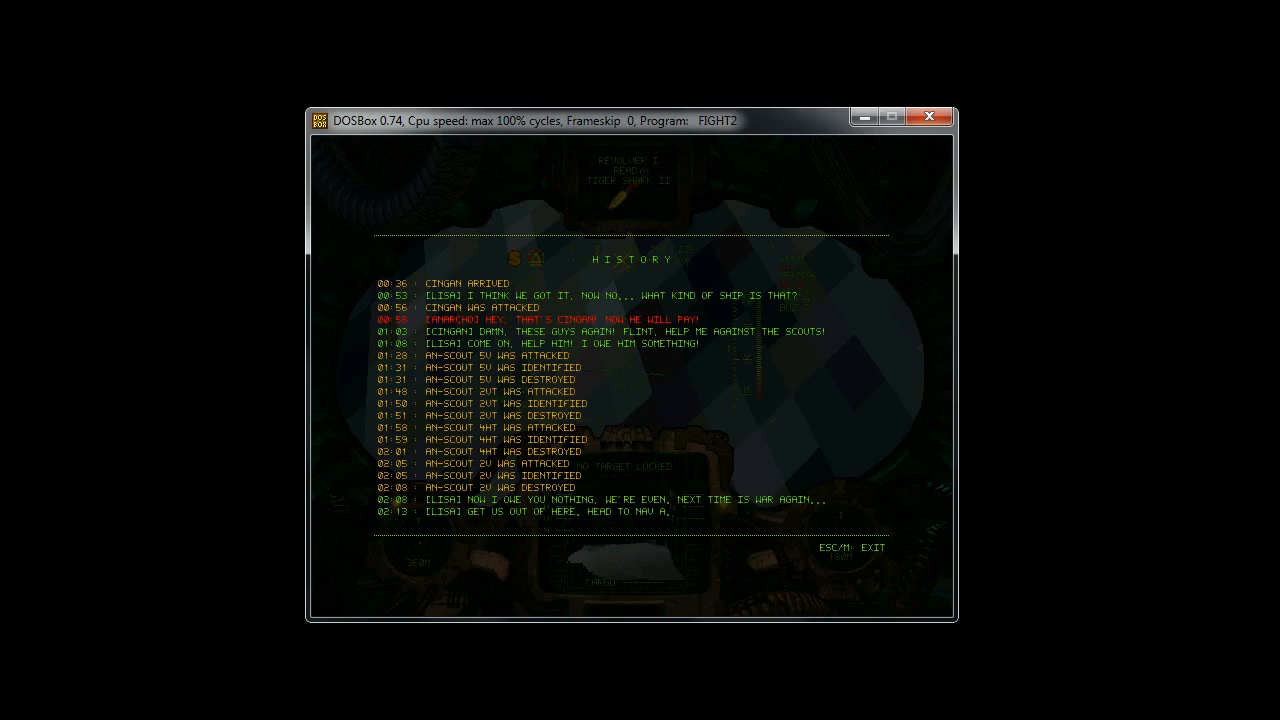 DOSBox 0.74, Cpu speed: max 100% cycles, Frameskip 0, Program: FIGHT2
REVOLVER I
READY
TIGER SHARK II
HISTORY
00:36 : CINGAN ARRIVED
00:53 : [LISA] I THINK WE GOT IT, NOW NO... WHAT KIND OF SHIP IS THAT?
00:56 : CINGAN WAS ATTACKED
00:58 : [ANARCHO] HEY, THAT'S CINGAN! NOW HE WILL PAY!
01:03 : [CINGAN] DAMN, THESE GUYS AGAIN! FLINT, HELP ME AGAINST THE SCOUTS!
01:08 : [LISA] COME ON, HELP HIM! I OWE HIM SOMETHING!
01:28 : AN-SCOUT 5V WAS ATTACKED
01:31 : AN-SCOUT 5V WAS IDENTIFIED
01:31 : AN-SCOUT 5V WAS DESTROYED
01:48 : AN-SCOUT 2VT WAS ATTACKED
01:50 : AN-SCOUT 2VT WAS IDENTIFIED
01:51 : AN-SCOUT 2VT WAS DESTROYED
01:58 : AN-SCOUT 4HT WAS ATTACKED
01:59 : AN-SCOUT 4HT WAS IDENTIFIED
02:01 : AN-SCOUT 4HT WAS DESTROYED
02:05 : AN-SCOUT 2V WAS ATTACKED
NO TARGET LOCKED
02:05 : AN-SCOUT 2V WAS IDENTIFIED
02:08 : AN-SCOUT 2V WAS DESTROYED
02:08 : [LISA] NOW I OWE YOU NOTHING, WE'RE EVEN. NEXT TIME IS WAR AGAIN...
02:13 : [LISA] GET US OUT OF HERE. HEAD TO NAV A.
ESC/M: EXIT
360M
180M
CARGO